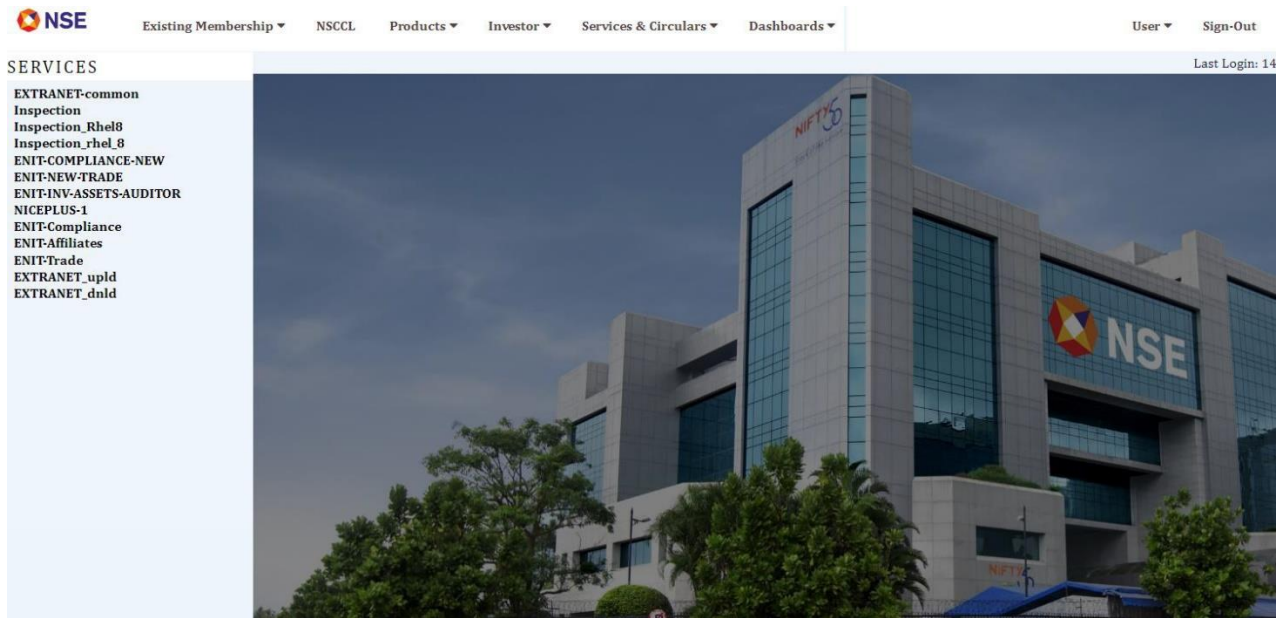 NSE
Existing Membership NSCCL Products Investor Services & Circulars Dashboards User Sign-Out
SERVICES
Last Login: 14
EXTRANET-common
Inspection
Inspection_Rhel8
Inspection_rhel_8
ENIT-COMPLIANCE-NEW
ENIT-NEW-TRADE
ENIT-INV-ASSETS-AUDITOR
NICEPLUS-1
ENIT-Compliance
ENIT-Affiliates
ENIT-Trade
EXTRANET_upld
EXTRANET_dnld
NIFTY50
NSE
NIFTY